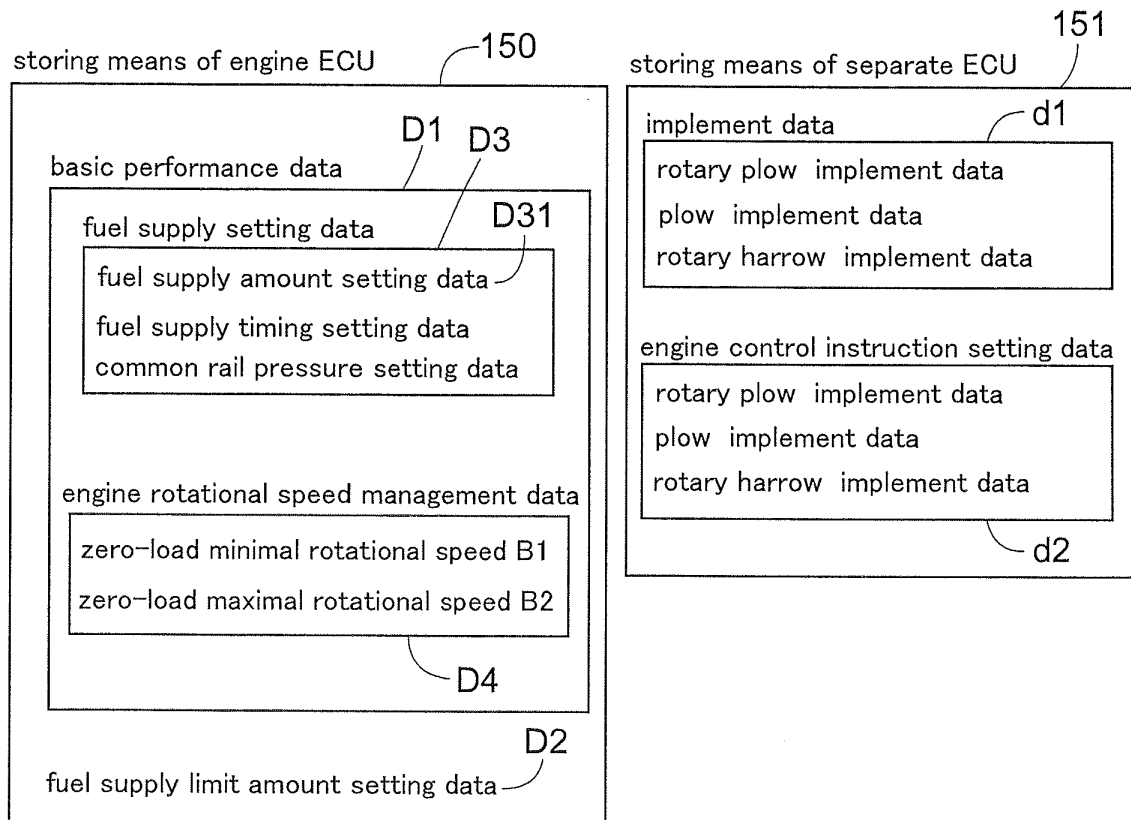 150
storing means of engine ECU
D1
D3
basic performance data
D31
fuel supply setting data
fuel supply amount setting data
fuel supply timing setting data
common rail pressure setting data
engine rotational speed management data
zero-load minimal rotational speed B1
zero-load maximal rotational speed B2
D4
D2
fuel supply limit amount setting data
151
storing means of separate ECU
d1
implement data
rotary plow implement data
plow implement data
rotary harrow implement data
engine control instruction setting data
rotary plow implement data
plow implement data
rotary harrow implement data
d2